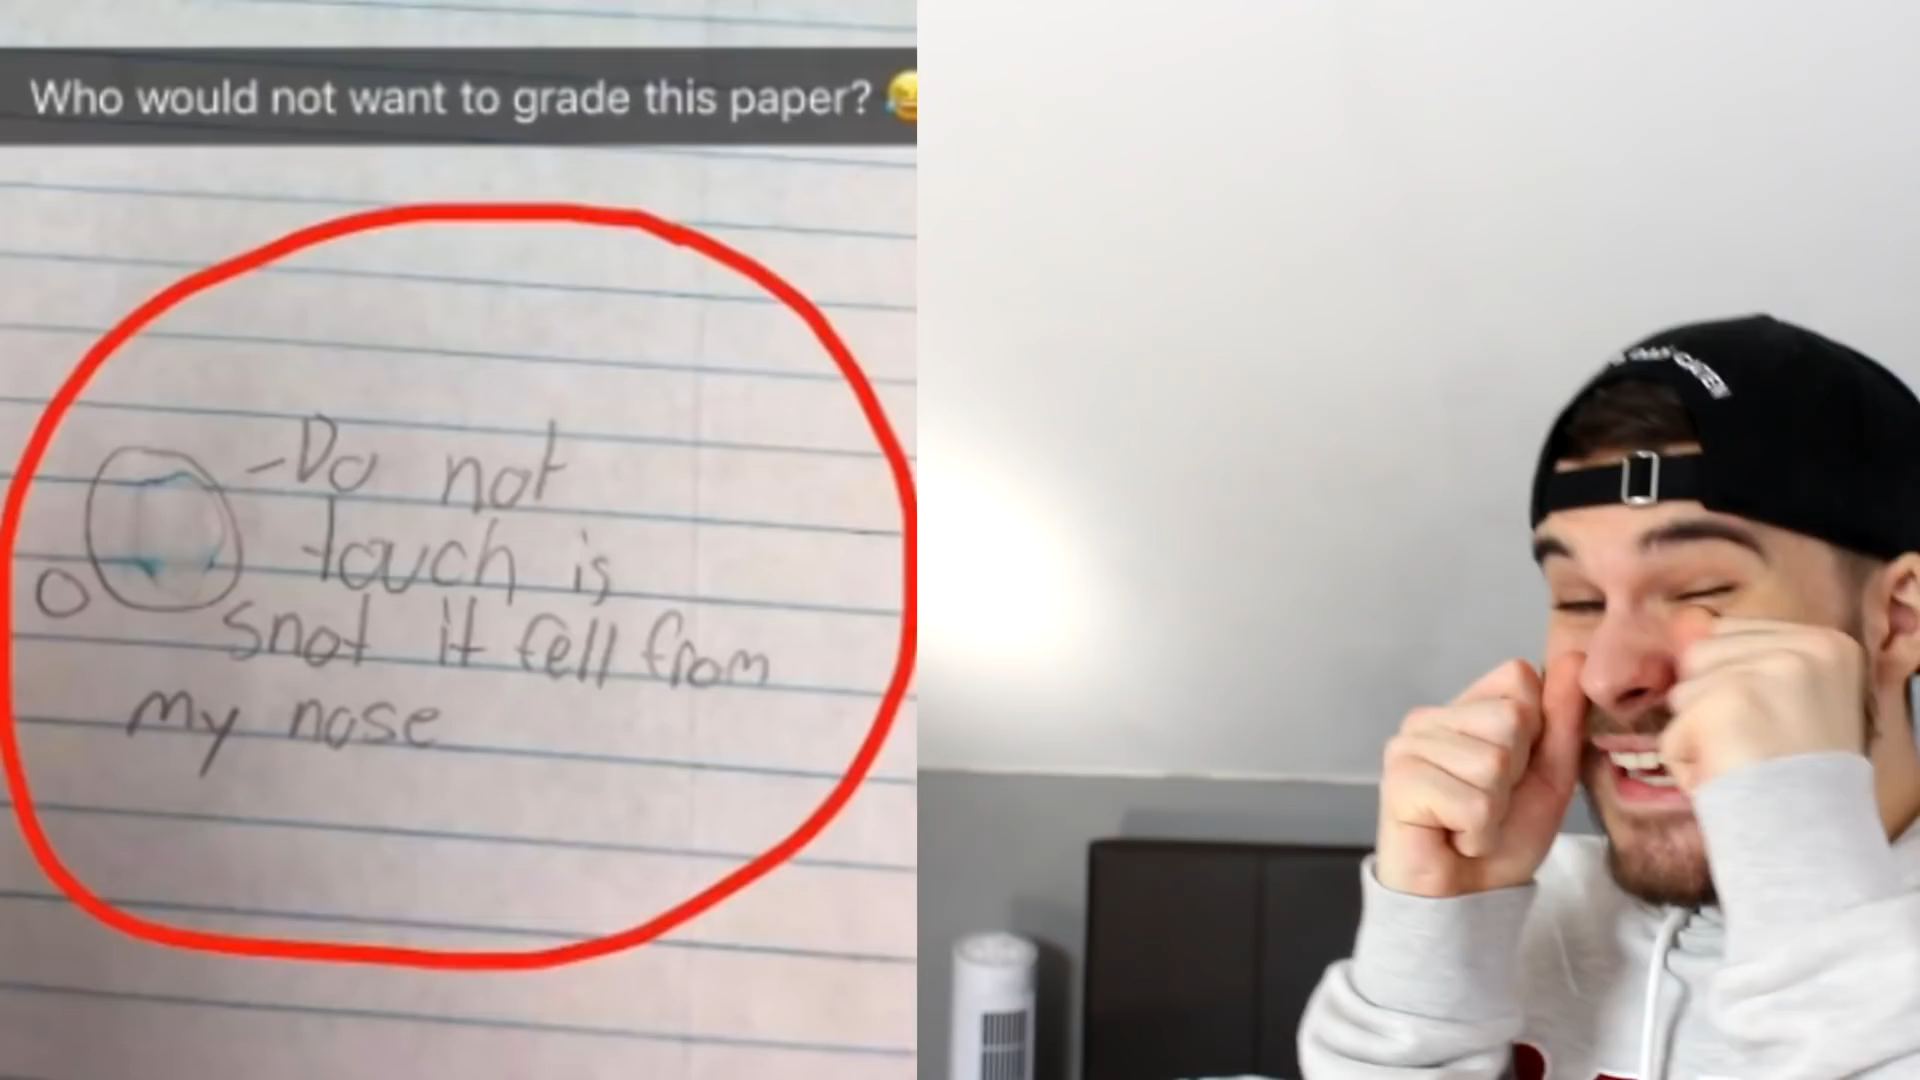 Who would not want to grade this paper? 😂
-Do not
touch is
snot it fell from
my nose